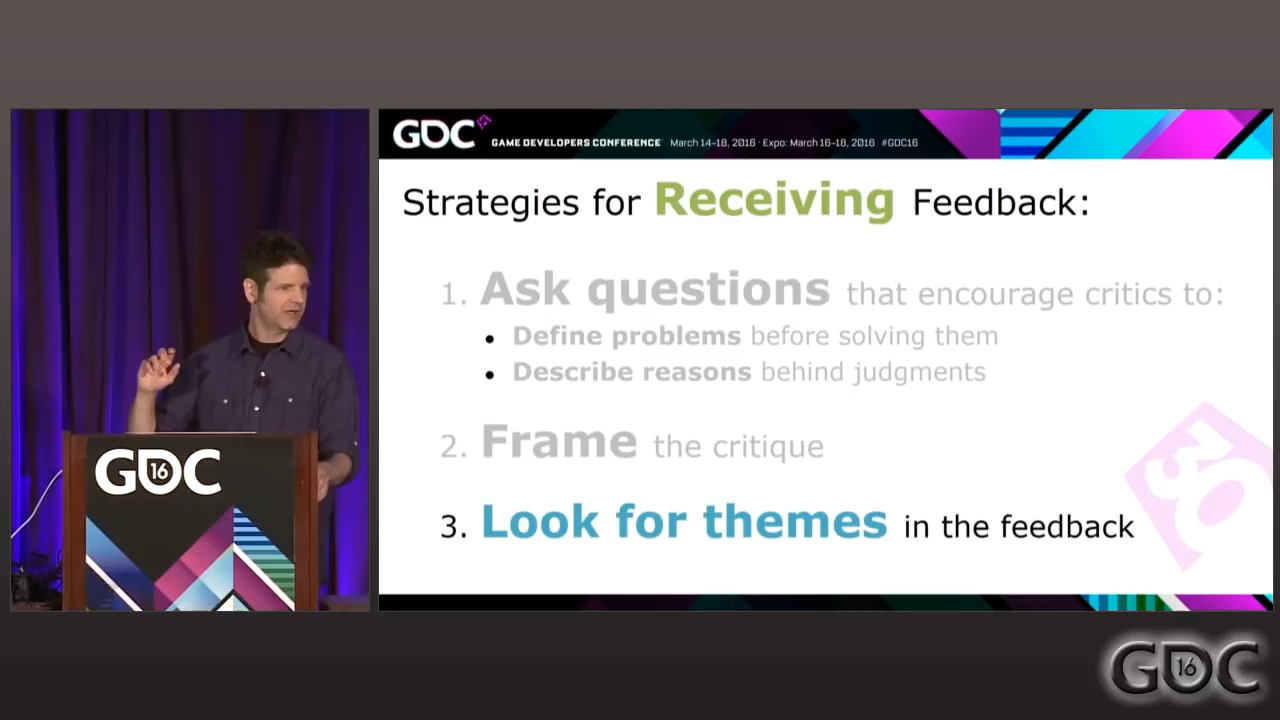 GDC GAME DEVELOPERS CONFERENCE March 14–18, 2016 · Expo: March 16–18, 2016 #GDC16
Strategies for Receiving Feedback:
1. Ask questions that encourage critics to:
• Define problems before solving them
• Describe reasons behind judgments
2. Frame the critique
3. Look for themes in the feedback
30
GDC 16
GDC 16